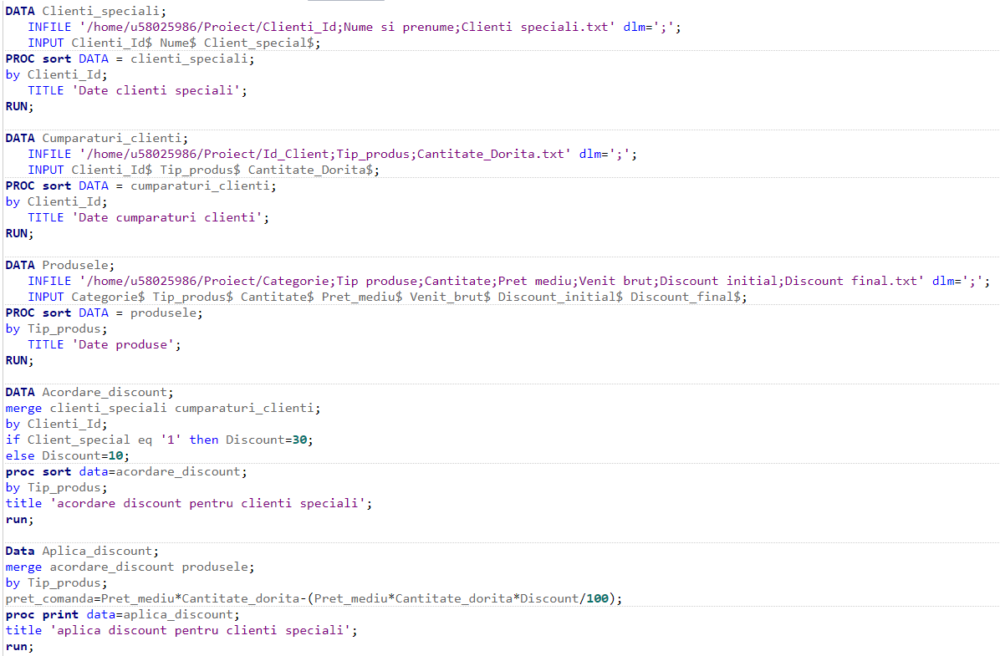 DATA Clienti_speciali;
INFILE '/home/u58025986/Proiect/Clienti_Id;Nume si prenume;Clienti speciali.txt' dlm=';';
INPUT Clienti_Id$ Nume$ Client_special$;
PROC sort DATA = clienti_speciali;
by Clienti_Id;
TITLE 'Date clienti speciali';
RUN;
DATA Cumparaturi_clienti;
INFILE '/home/u58025986/Proiect/Id_Client;Tip_produs;Cantitate_Dorita.txt' dlm=';';
INPUT Clienti_Id$ Tip_produs$ Cantitate_Dorita$;
PROC sort DATA = cumparaturi_clienti;
by Clienti_Id;
TITLE 'Date cumparaturi clienti';
RUN;
DATA Produsele;
INFILE '/home/u58025986/Proiect/Categorie;Tip produse;Cantitate;Pret mediu;Venit brut;Discount initial;Discount final.txt' dlm=';';
INPUT Categorie$ Tip_produs$ Cantitate$ Pret_mediu$ Venit_brut$ Discount_initial$ Discount_final$;
PROC sort DATA = produsele;
by Tip_produs;
TITLE 'Date produse';
RUN;
DATA Acordare_discount;
merge clienti_speciali cumparaturi_clienti;
by Clienti_Id;
if Client_special eq '1' then Discount=30;
else Discount=10;
proc sort data=acordare_discount;
by Tip_produs;
title 'acordare discount pentru clienti speciali';
run;
Data Aplica_discount;
merge acordare_discount produsele;
by Tip_produs;
pret_comanda=Pret_mediu*Cantitate_dorita-(Pret_mediu*Cantitate_dorita*Discount/100);
proc print data=aplica_discount;
title 'aplica discount pentru clienti speciali';
run;